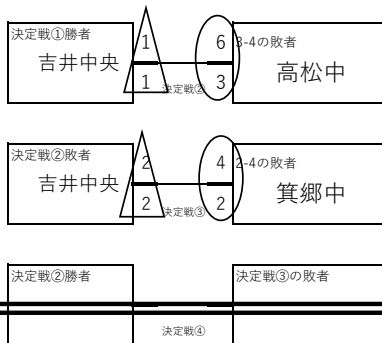 決定戦①勝者
吉井中央
1
6
1
3
決定戦②
3-4の敗者
高松中
決定戦②敗者
吉井中央
2
4
2
2
決定戦③
2-4の敗者
箕郷中
決定戦②勝者
決定戦③の敗者
決定戦④